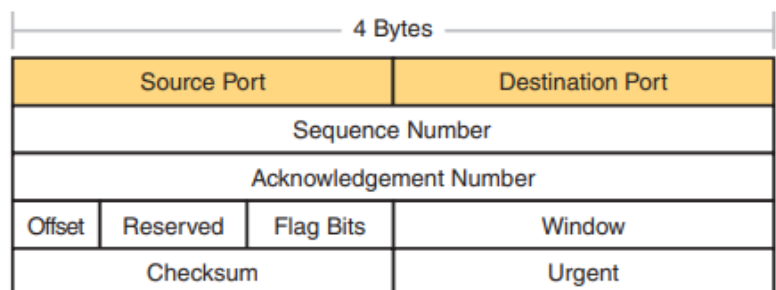 4 Bytes
Source Port Destination Port
Sequence Number
Acknowledgement Number
Offset Reserved Flag Bits Window
Checksum Urgent